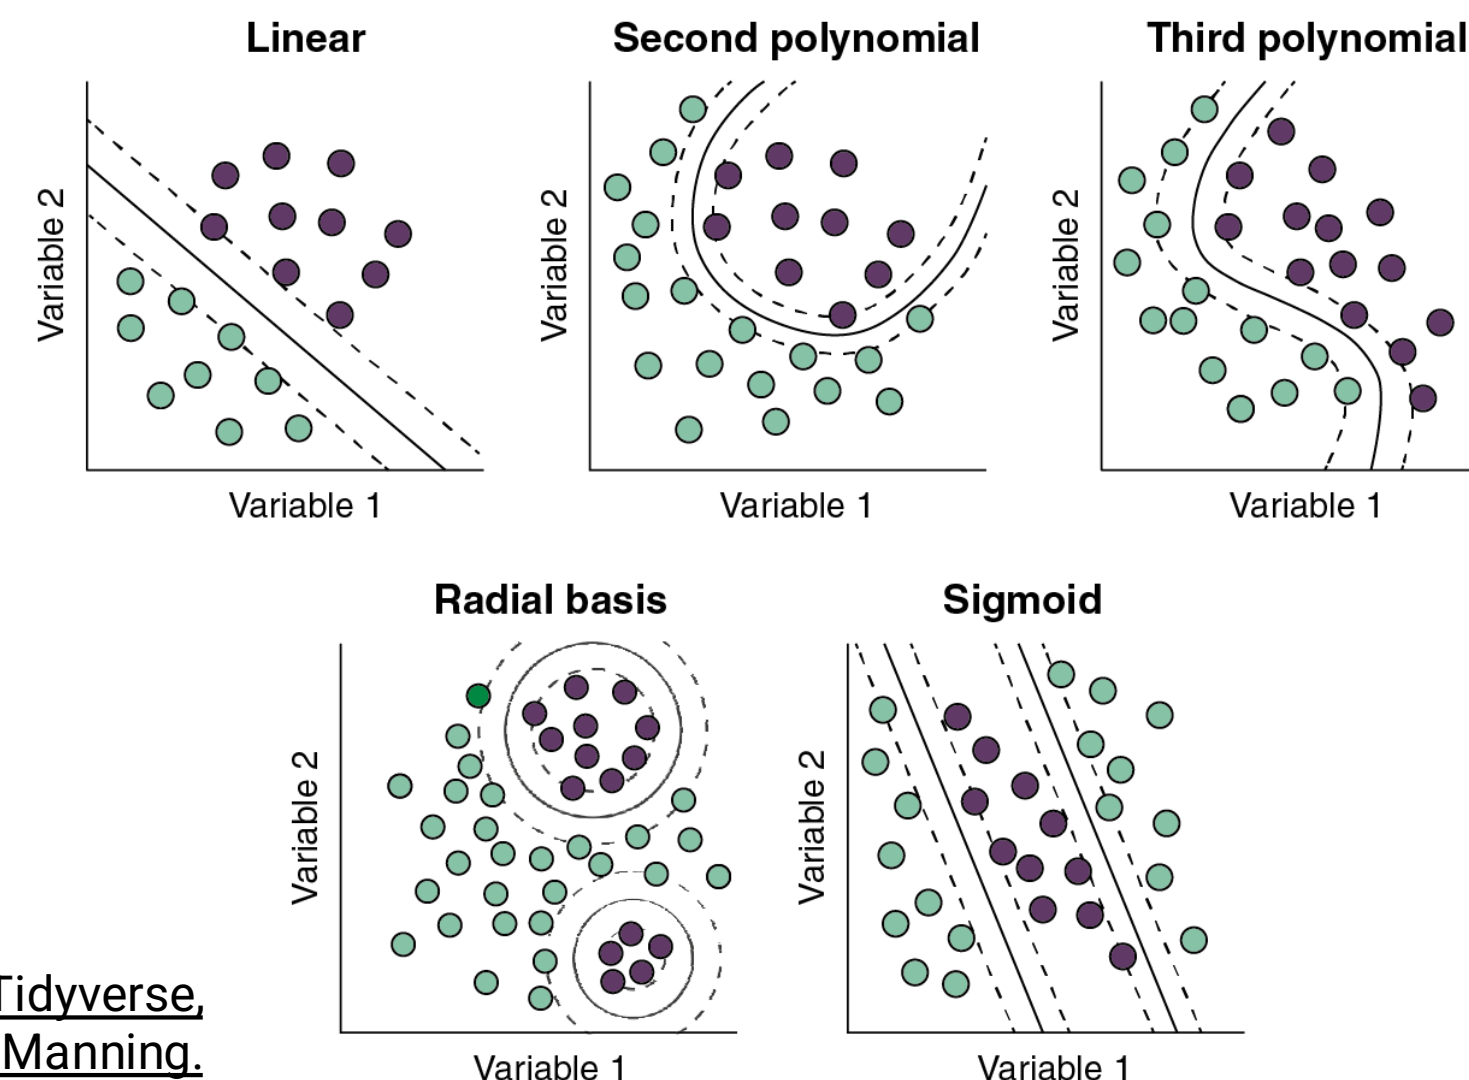 Linear
Second polynomial
Third polynomial
Variable 2
Variable 2
Variable 2
Variable 1
Variable 1
Variable 1
Radial basis
Sigmoid
Variable 2
Variable 2
Tidyverse,
Manning.
Variable 1
Variable 1